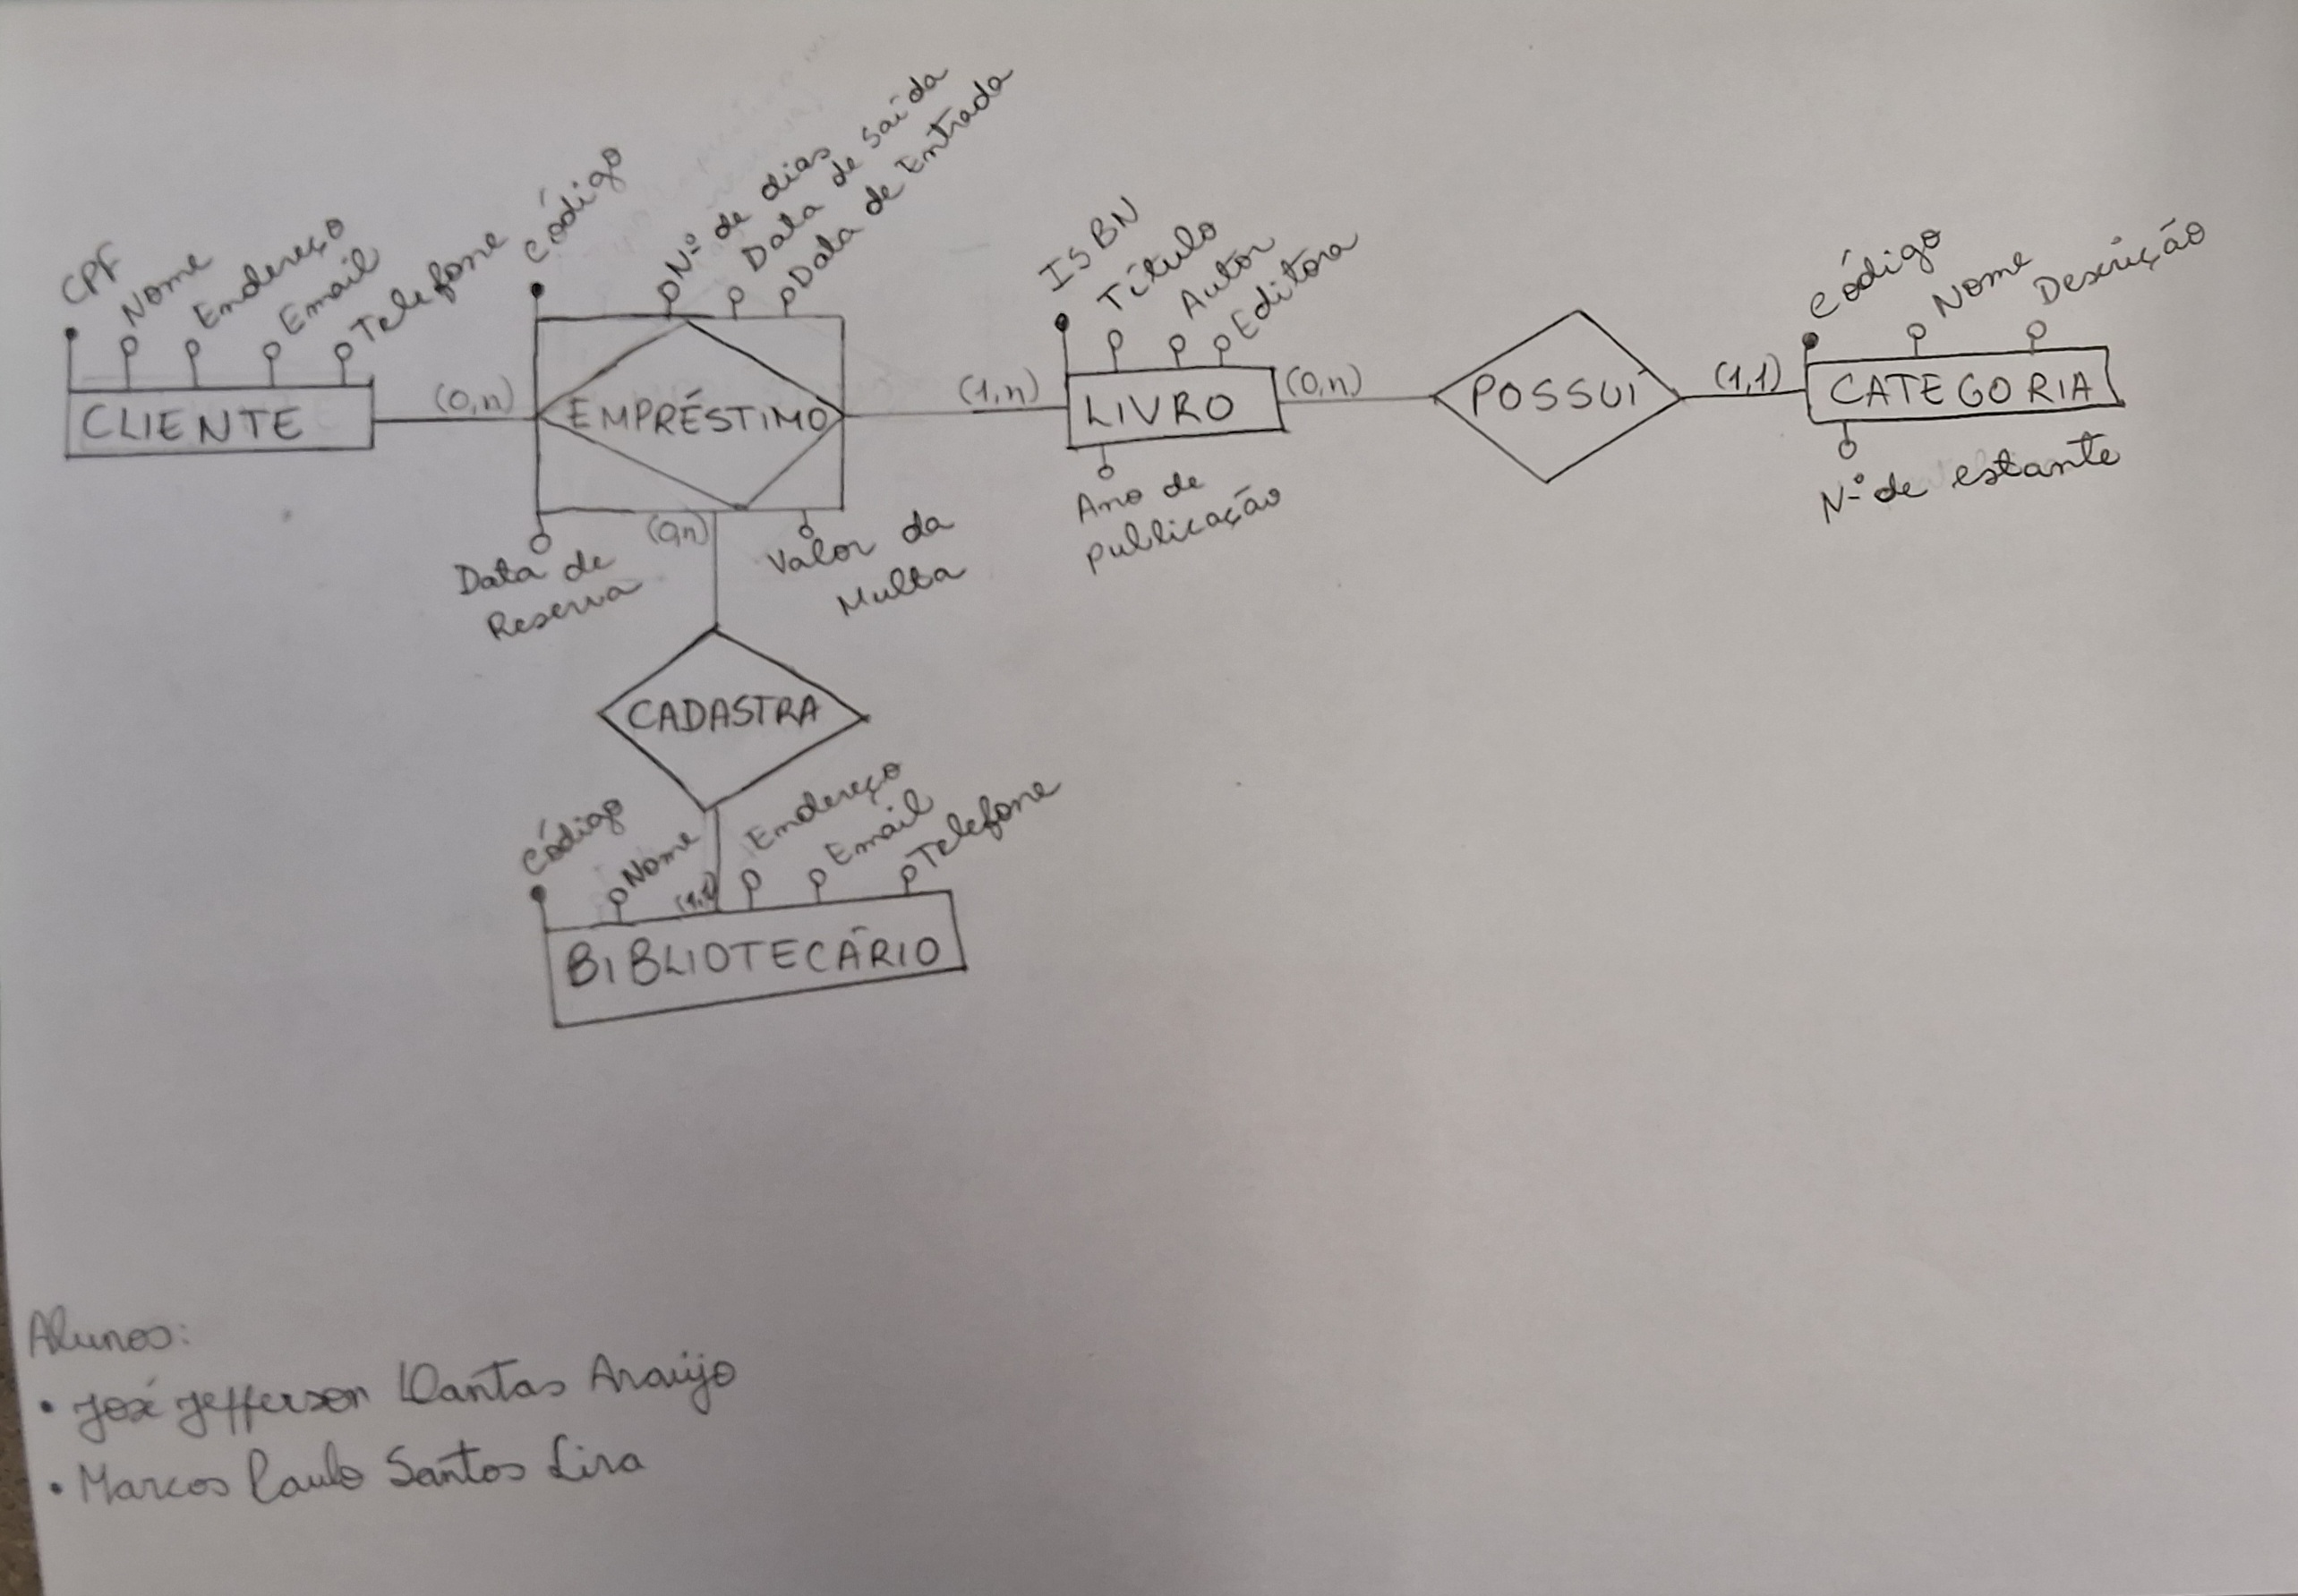 CPF
Nome
Endereço
Email
Telefone
CLIENTE
(0,n)
Código
Nº de dias
Data de Saída
Data de Entrada
EMPRÉSTIMO
Data de
Reserva
(0,n)
Valor da
Multa
(1,n)
ISBN
Título
Autor
Editora
LIVRO
Ano de
publicação
(0,n)
POSSUI
(1,1)
Código
Nome
Descrição
CATEGORIA
Nº de estante
CADASTRA
Código
Nome
(1,1)
Endereço
Email
Telefone
BIBLIOTECÁRIO
Alunos:
• José Jefferson Dantas Araújo
• Marcos Paulo Santos Lira